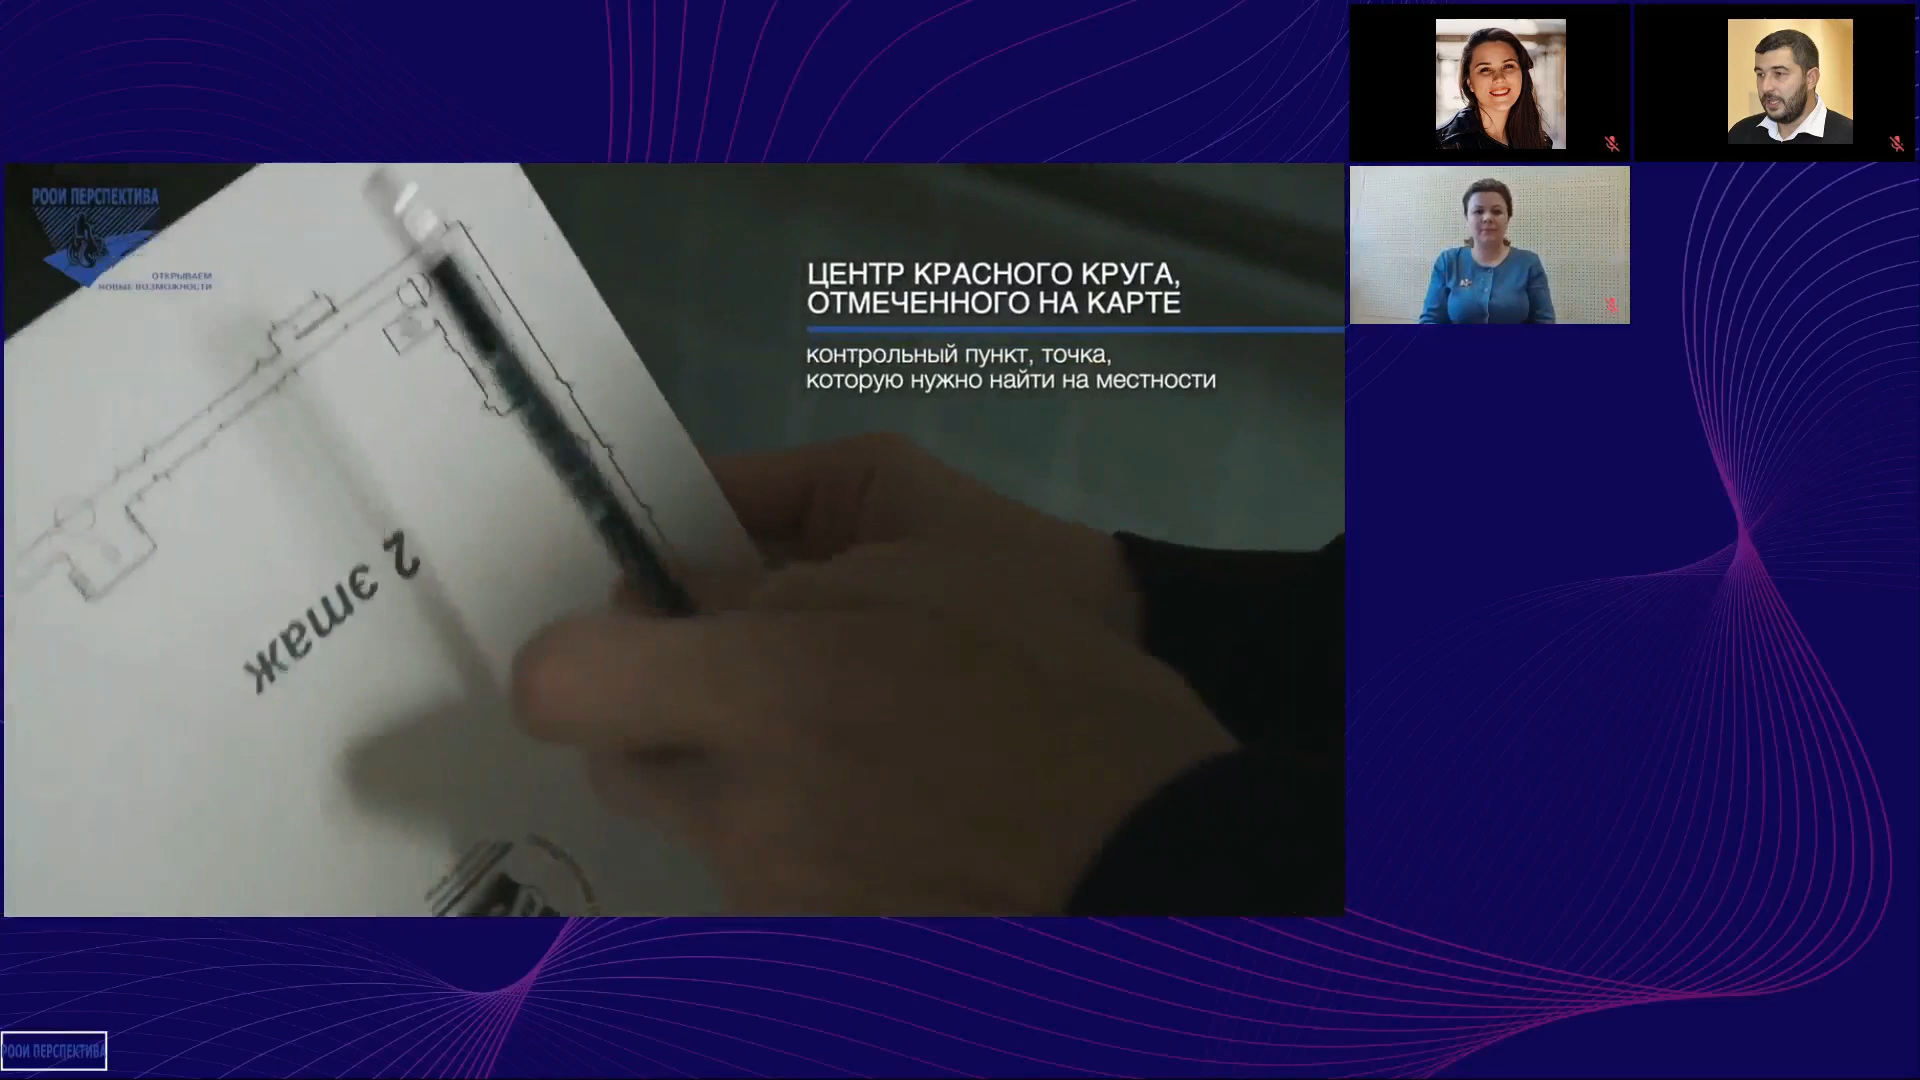 РООИ ПЕРСПЕКТИВА
ОТКРЫВАЕМ
НОВЫЕ ВОЗМОЖНОСТИ
ЦЕНТР КРАСНОГО КРУГА,
ОТМЕЧЕННОГО НА КАРТЕ
контрольный пункт, точка,
которую нужно найти на местности
2 этаж
РООИ ПЕРСПЕКТИВА